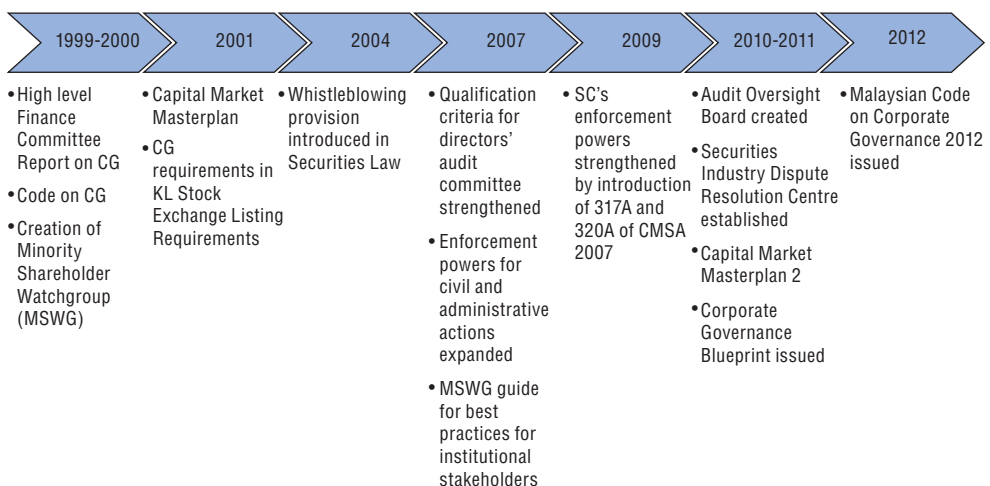 1999-2000
2001
2004
2007
2009
2010-2011
2012
• High level
Finance
Committee
Report on CG
• Code on CG
• Creation of
Minority
Shareholder
Watchgroup
(MSWG)
• Capital Market
Masterplan
• CG
requirements in
KL Stock
Exchange Listing
Requirements
• Whistleblowing
provision
introduced in
Securities Law
• Qualification
criteria for
directors'
audit
committee
strengthened
• Enforcement
powers for
civil and
administrative
actions
expanded
• MSWG guide
for best
practices for
institutional
stakeholders
• SC's
enforcement
powers
strengthened
by introduction
of 317A and
320A of CMSA
2007
• Audit Oversight
Board created
• Securities
Industry Dispute
Resolution Centre
established
• Capital Market
Masterplan 2
• Corporate
Governance
Blueprint issued
• Malaysian Code
on Corporate
Governance 2012
issued